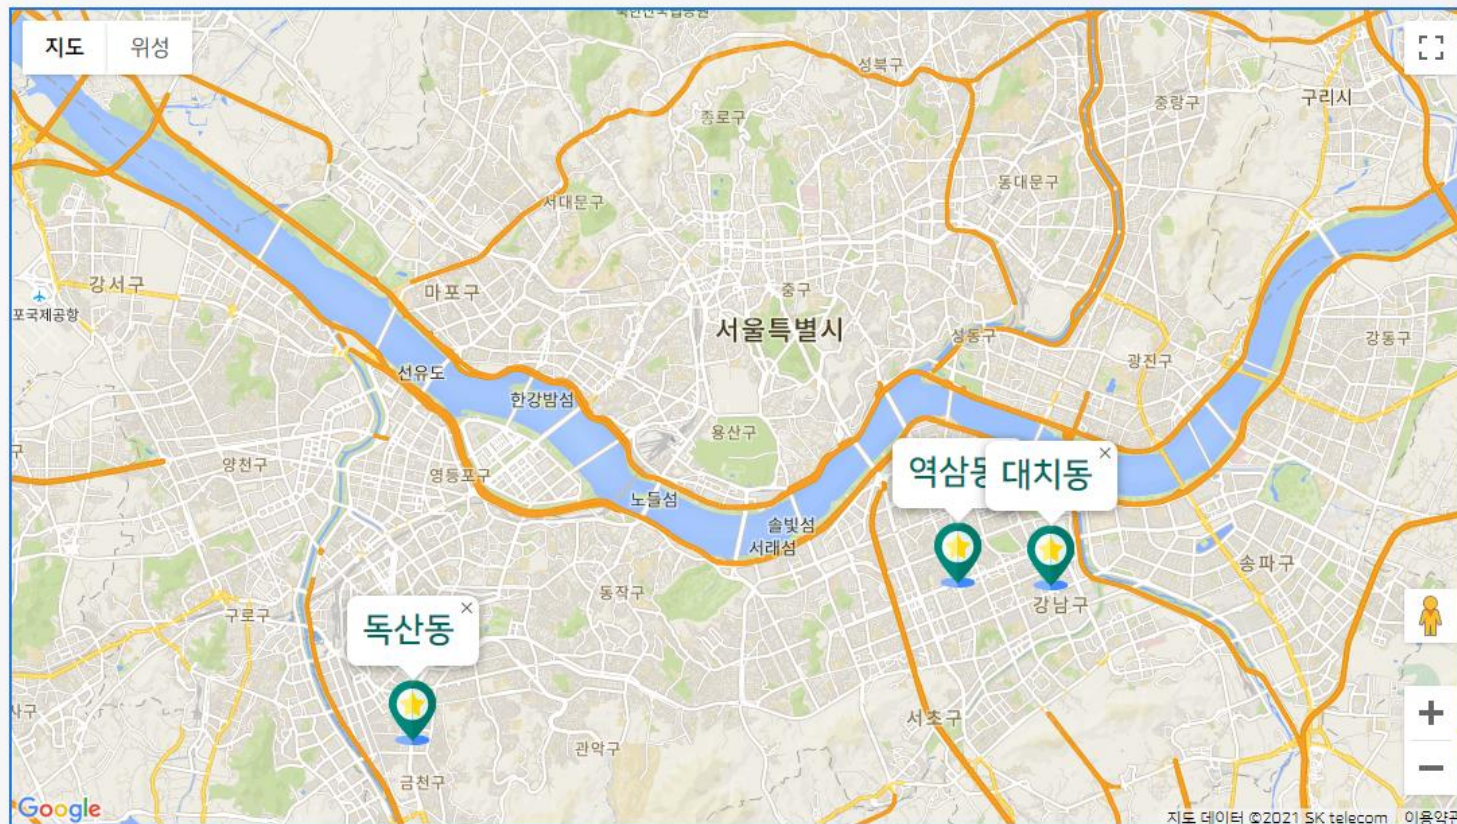 지도
위성
성북구
중랑구
구리시
종로구
동대문구
서대문구
강서구
마포구
중구
포국제공항
서울특별시
성동구
강동구
광진구
선유도
한강밤섬
용산구
양천구
영등포구
역삼동
대치동
노들섬
솔빛섬
서래섬
송파구
동작구
강남구
구로구
독산동
서초구
관악구
금천구
Google
지도 데이터 ©2021 SK telecom
이용약관